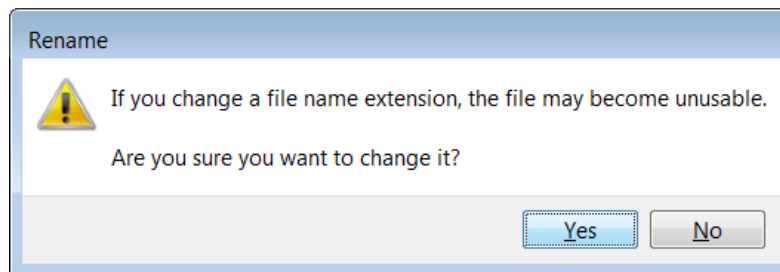 Rename
If you change a file name extension, the file may become unusable.
Are you sure you want to change it?
Yes
No